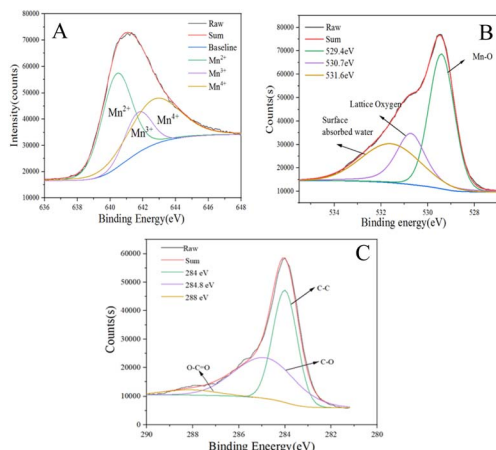 A
Raw
Sum
Baseline
Mn²⁺
Mn³⁺
Mn⁴⁺
Mn²⁺
Mn³⁺
Mn⁴⁺
80000
70000
60000
50000
40000
30000
20000
10000
Intensity(counts)
636 638 640 642 644 646 648
Binding Energy(eV)
B
Raw
Sum
529.4eV
530.7eV
531.6eV
Mn-O
Lattice Oxygen
Surface
absorbed water
80000
70000
60000
50000
40000
30000
20000
10000
Counts(s)
534 531 528
Binding Energy(eV)
C
Raw
Sum
284 eV
284.8 eV
288 eV
C-C
C-O
O-C=O
70000
60000
50000
40000
30000
20000
10000
0
Counts(s)
290 288 286 284 282 280
Binding Eneergy(eV)